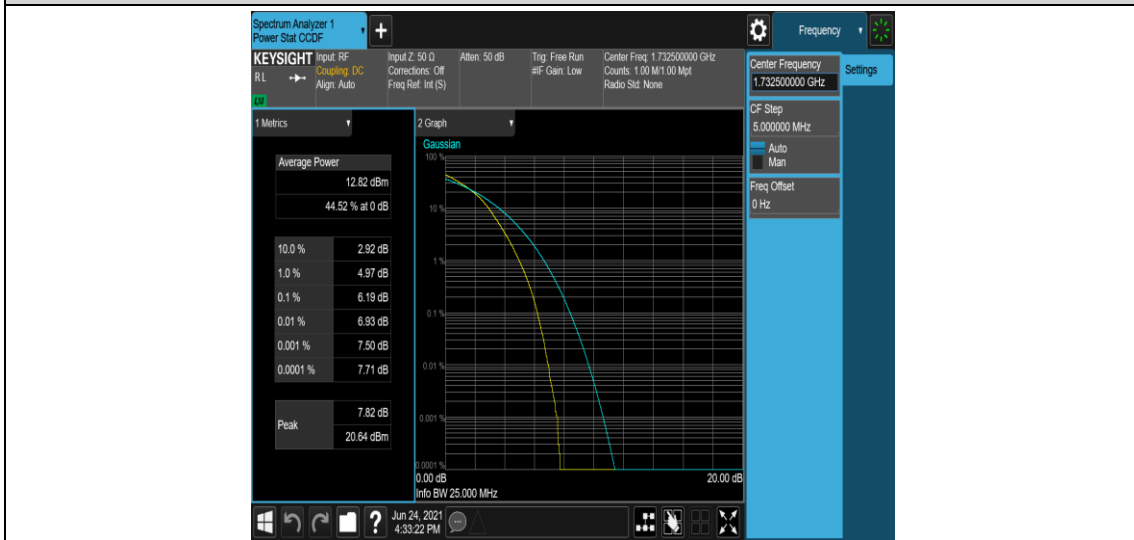 Spectrum Analyzer 1
Power Stat CCDF
+
Frequency
KEYSIGHT
RL
LXI
Input: RF
Coupling: DC
Align: Auto
Input Z: 50 Ω
Corrections: Off
Freq Ref: Int (S)
Atten: 50 dB
Trig: Free Run
#IF Gain: Low
Center Freq: 1.732500000 GHz
Counts: 1.00 M/1.00 Mpt
Radio Std: None
Center Frequency
1.732500000 GHz
Settings
CF Step
5.000000 MHz
Auto
Man
Freq Offset
0 Hz
1 Metrics
Average Power
12.82 dBm
44.52 % at 0 dB
10.0 % 2.92 dB
1.0 % 4.97 dB
0.1 % 6.19 dB
0.01 % 6.93 dB
0.001 % 7.50 dB
0.0001 % 7.71 dB
Peak
7.82 dB
20.64 dBm
2 Graph
Gaussian
100 %
10 %
1 %
0.1 %
0.01 %
0.001 %
0.0001 %
0.00 dB 20.00 dB
Info BW 25.000 MHz
?
Jun 24, 2021
4:33:22 PM